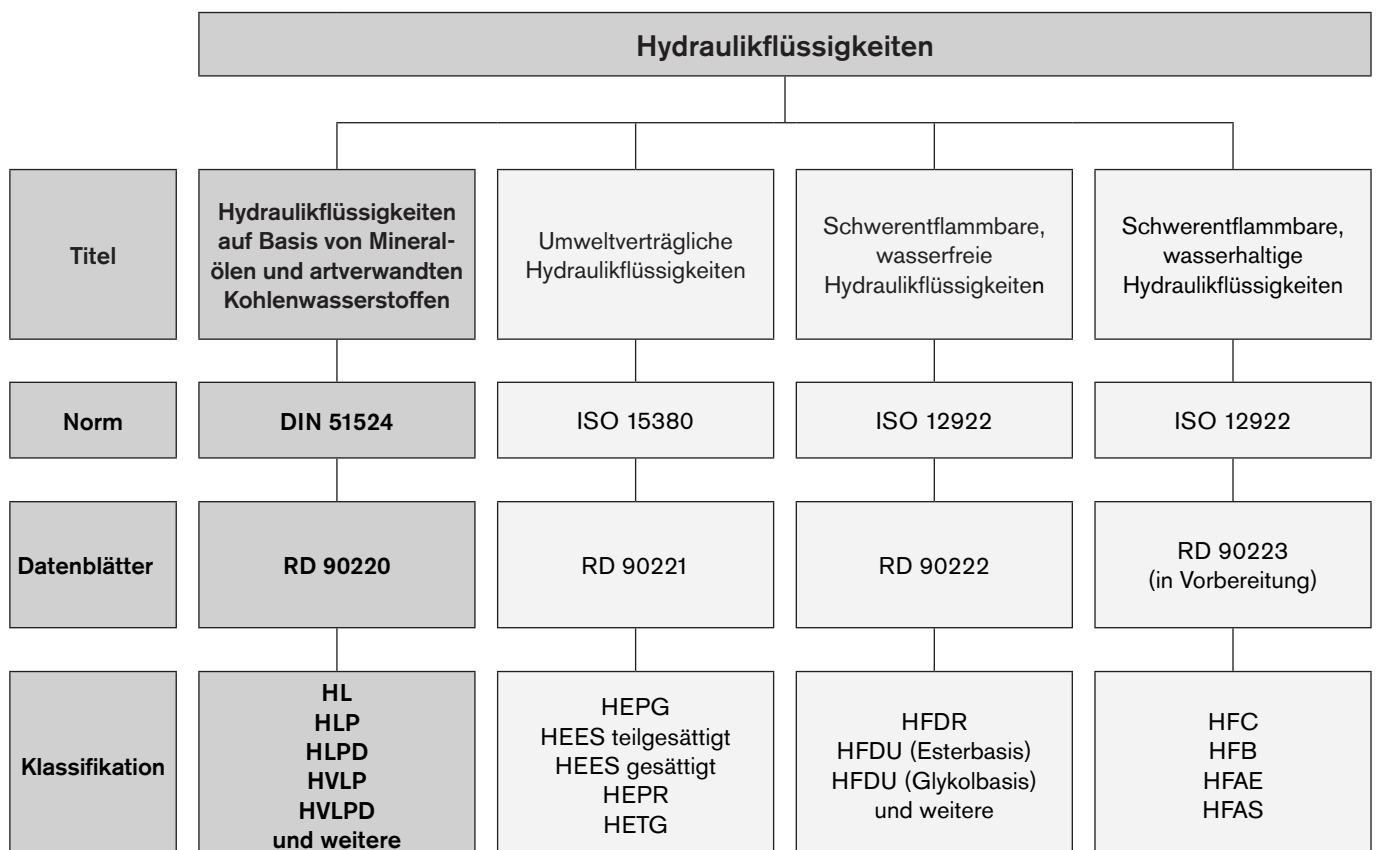 Hydraulikflüssigkeiten
Titel
Hydraulikflüssigkeiten
auf Basis von Mineral-
ölen und artverwandten
Kohlenwasserstoffen
Umweltverträgliche
Hydraulikflüssigkeiten
Schwerentflammbare,
wasserfreie
Hydraulikflüssigkeiten
Schwerentflammbare,
wasserhaltige
Hydraulikflüssigkeiten
Norm
DIN 51524
ISO 15380
ISO 12922
ISO 12922
Datenblätter
RD 90220
RD 90221
RD 90222
RD 90223
(in Vorbereitung)
Klassifikation
HL
HLP
HLPD
HVLP
HVLPD
und weitere
HEPG
HEES teilgesättigt
HEES gesättigt
HEPR
HETG
HFDR
HFDU (Esterbasis)
HFDU (Glykolbasis)
und weitere
HFC
HFB
HFAE
HFAS